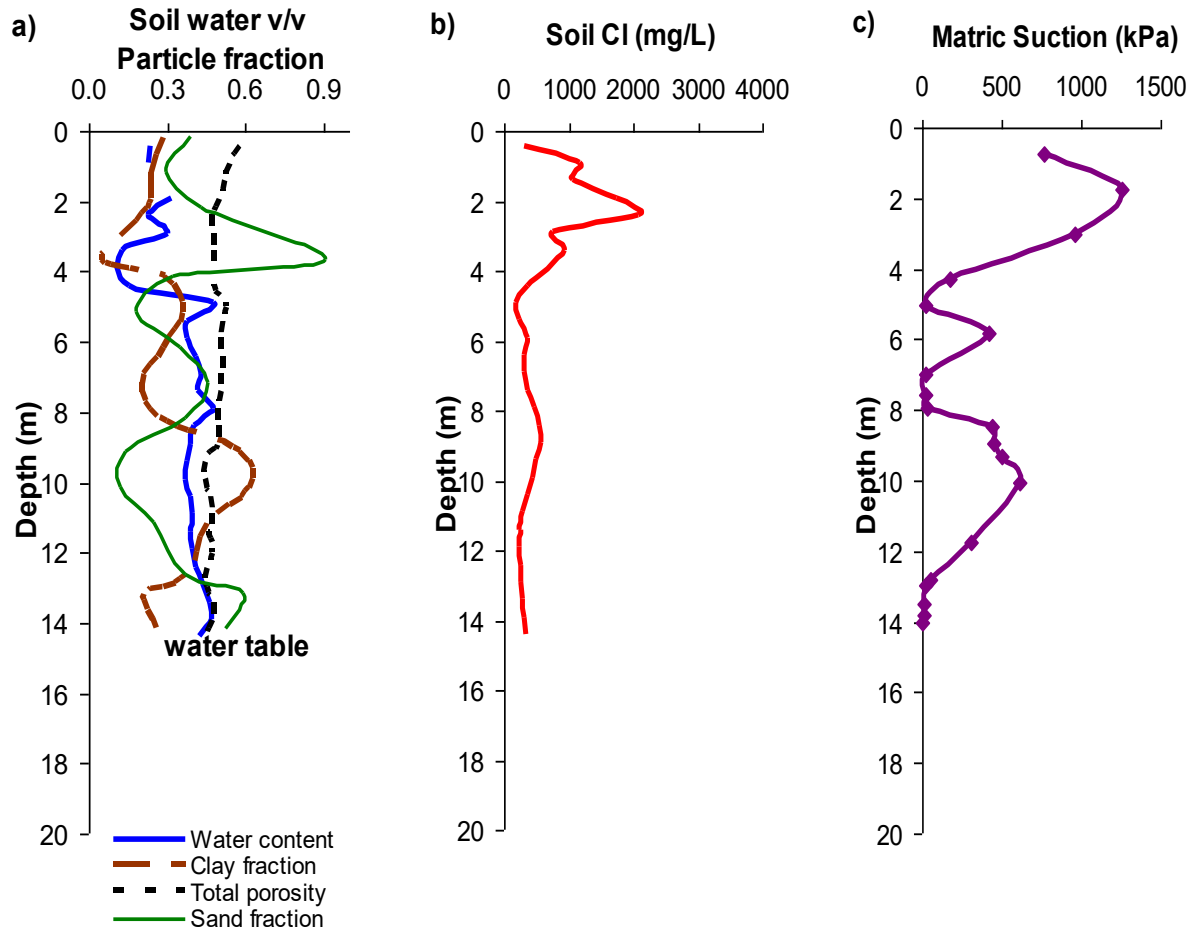 a)
Soil water v/v
Particle fraction
0.0 0.3 0.6 0.9
0
2
4
6
8
10
12
14
16
18
20
Depth (m)
water table
Water content
Clay fraction
Total porosity
Sand fraction
b)
Soil Cl (mg/L)
0 1000 2000 3000 4000
0
2
4
6
8
10
12
14
16
18
20
Depth (m)
c)
Matric Suction (kPa)
0 500 1000 1500
0
2
4
6
8
10
12
14
16
18
20
Depth (m)